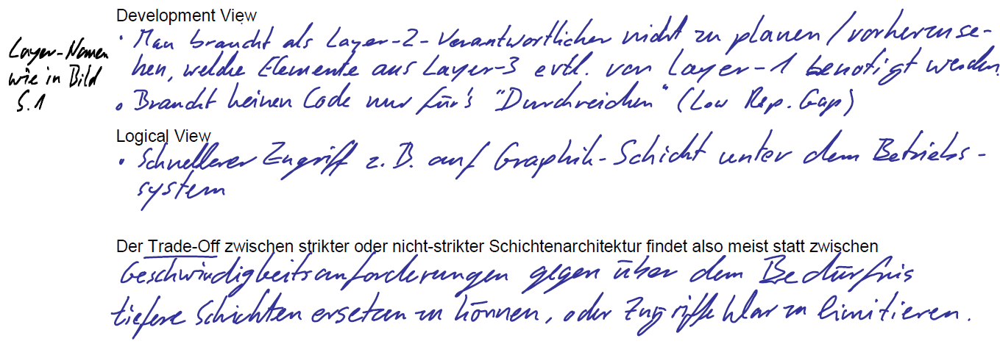 Development View
Layer-Namen
wie in Bild
S.1
• Man braucht als Layer-2-Verantwortlicher nicht zu planen/vorherzuse-
hen, welche Elemente aus Layer-3 evtl. von Layer-1 benötigt werden.
• Braucht keinen Code nur für's "Durchreichen" (Low Rep. Gap)
Logical View
• Schnellerer Zugriff z.B. auf Graphik-Schicht unter dem Betriebs-
system
Der Trade-Off zwischen strikter oder nicht-strikter Schichtenarchitektur findet also meist statt zwischen
Geschwindigkeitsanforderungen gegenüber dem Bedürfnis
tiefere Schichten ersetzen zu können, oder Zugriffe klar zu limitieren.